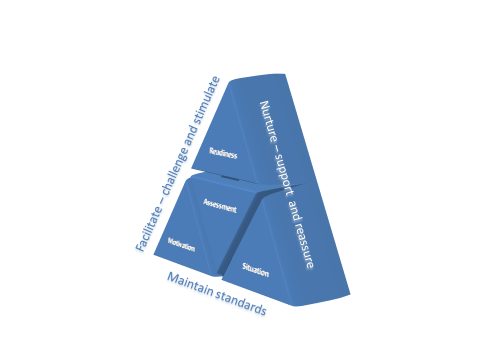 Facilitate – challenge and stimulate
Nurture – support and reassure
Readiness
Assessment
Motivation
Situation
Maintain standards